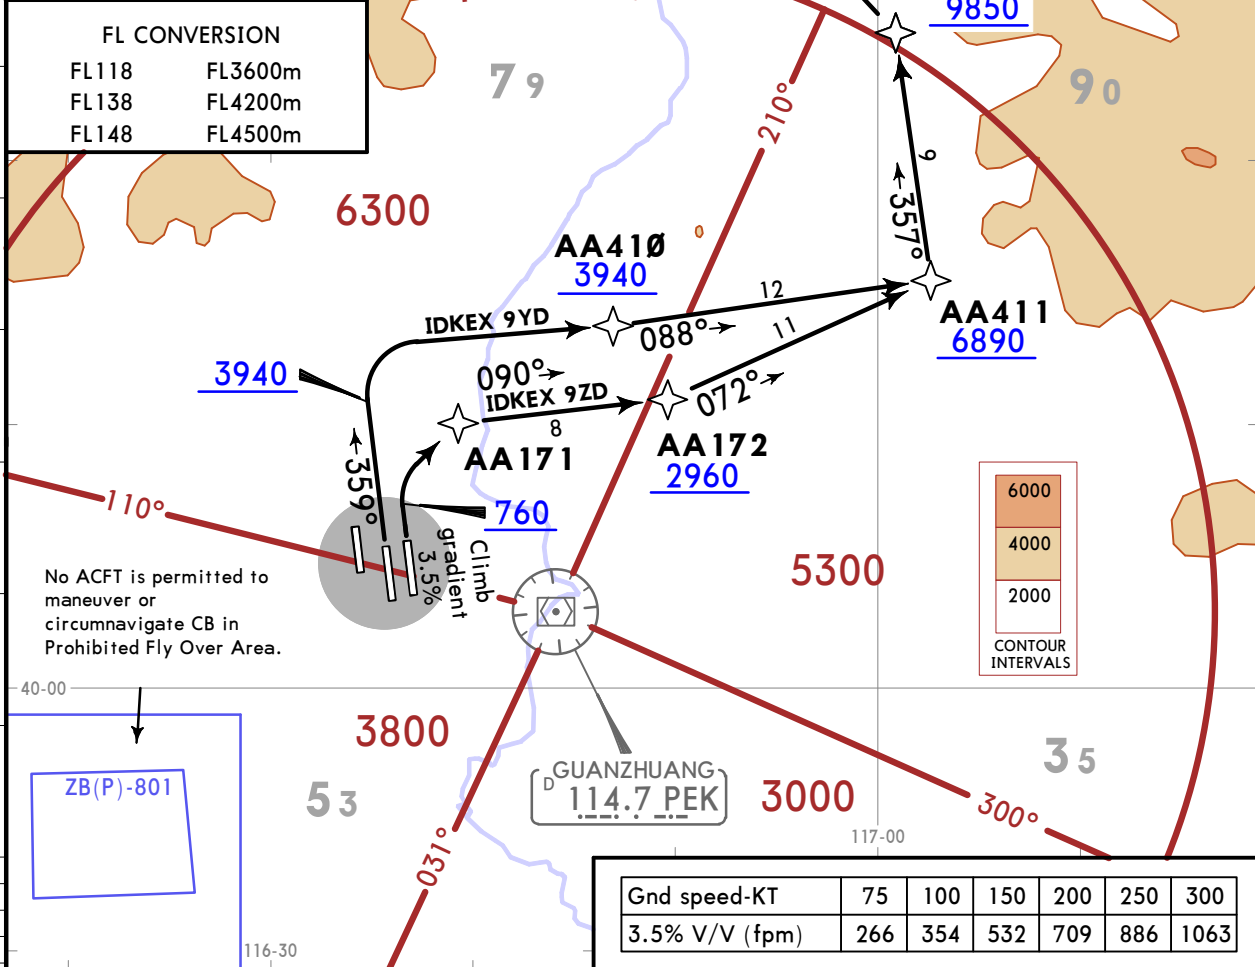 FL CONVERSION
FL118 FL3600m
FL138 FL4200m
FL148 FL4500m
79
9850
90
210°
6300
9
357°
AA41Ø
3940
12
IDKEX 9YD
088°
11
AA411
6890
3940
090°
IDKEX 9ZD
8
072°
AA171
AA172
2960
359°
760
110°
Climb
gradient
3.5%
6000
4000
2000
CONTOUR
INTERVALS
5300
No ACFT is permitted to
maneuver or
circumnavigate CB in
Prohibited Fly Over Area.
40-00
3800
ZB(P)-801
53
35
D GUANZHUANG
114.7 PEK
3000
300°
117-00
031°
116-30
Gnd speed-KT 75 100 150 200 250 300
3.5% V/V (fpm) 266 354 532 709 886 1063